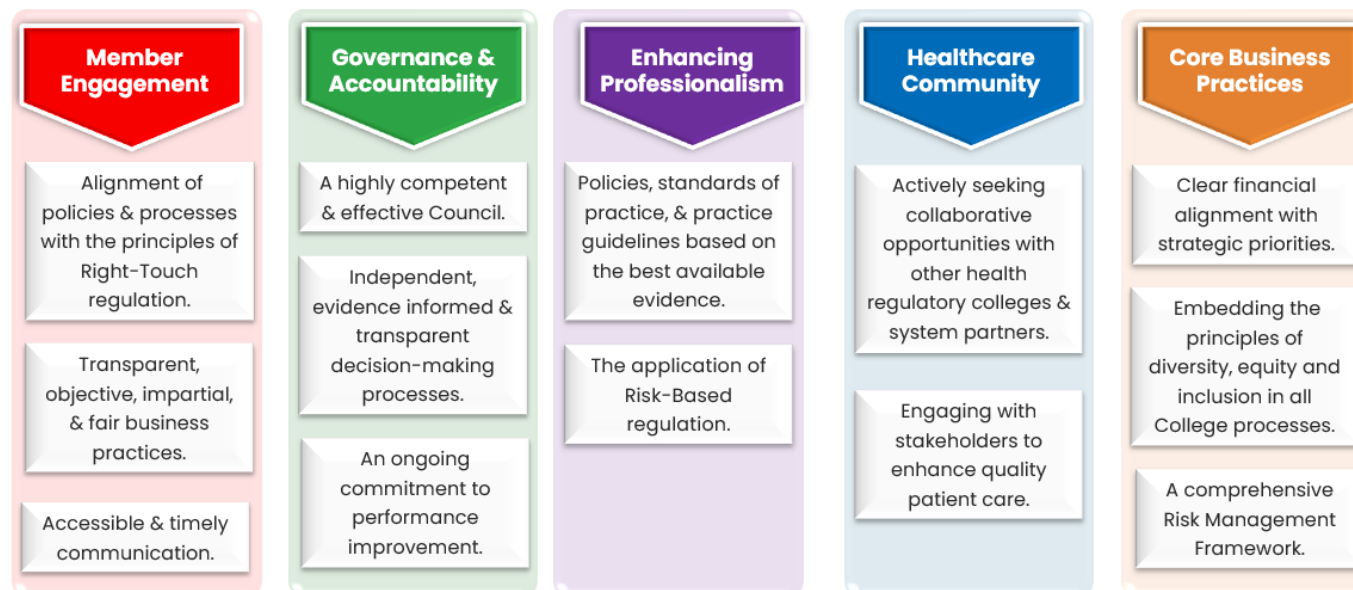 Member
Engagement
Alignment of
policies & processes
with the principles of
Right-Touch
regulation.
Transparent,
objective, impartial,
& fair business
practices.
Accessible & timely
communication.
Governance &
Accountability
A highly competent
& effective Council.
Independent,
evidence informed &
transparent
decision-making
processes.
An ongoing
commitment to
performance
improvement.
Enhancing
Professionalism
Policies, standards of
practice, & practice
guidelines based on
the best available
evidence.
The application of
Risk-Based
regulation.
Healthcare
Community
Actively seeking
collaborative
opportunities with
other health
regulatory colleges &
system partners.
Engaging with
stakeholders to
enhance quality
patient care.
Core Business
Practices
Clear financial
alignment with
strategic priorities.
Embedding the
principles of
diversity, equity and
inclusion in all
College processes.
A comprehensive
Risk Management
Framework.